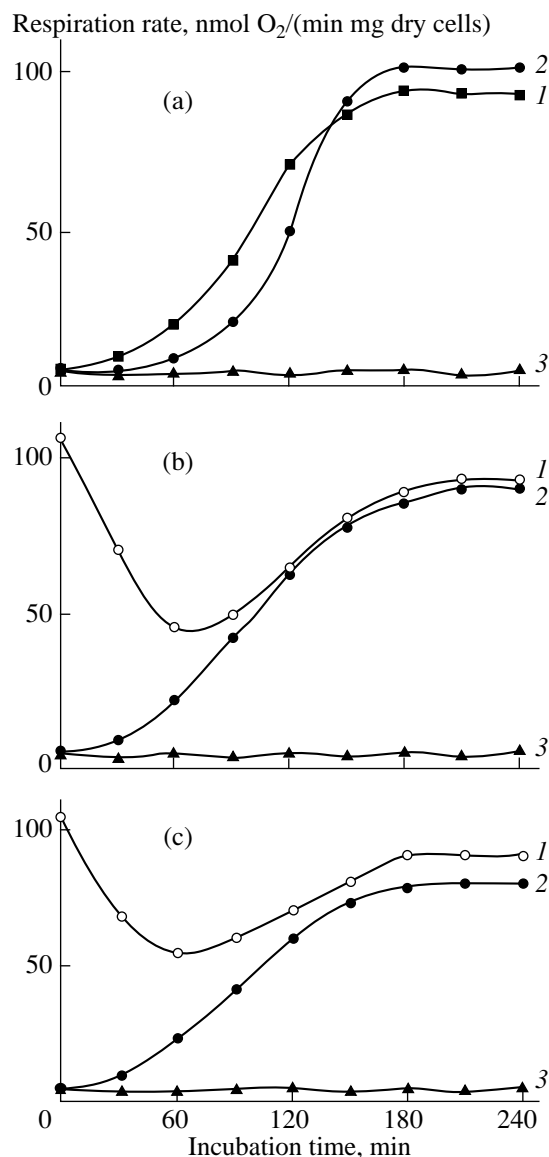 Respiration rate, nmol O₂/(min mg dry cells)
100
(a)
2
1
50
3
0
100
(b)
1
2
50
3
0
100
(c)
1
2
50
3
0 60 120 180 240
Incubation time, min